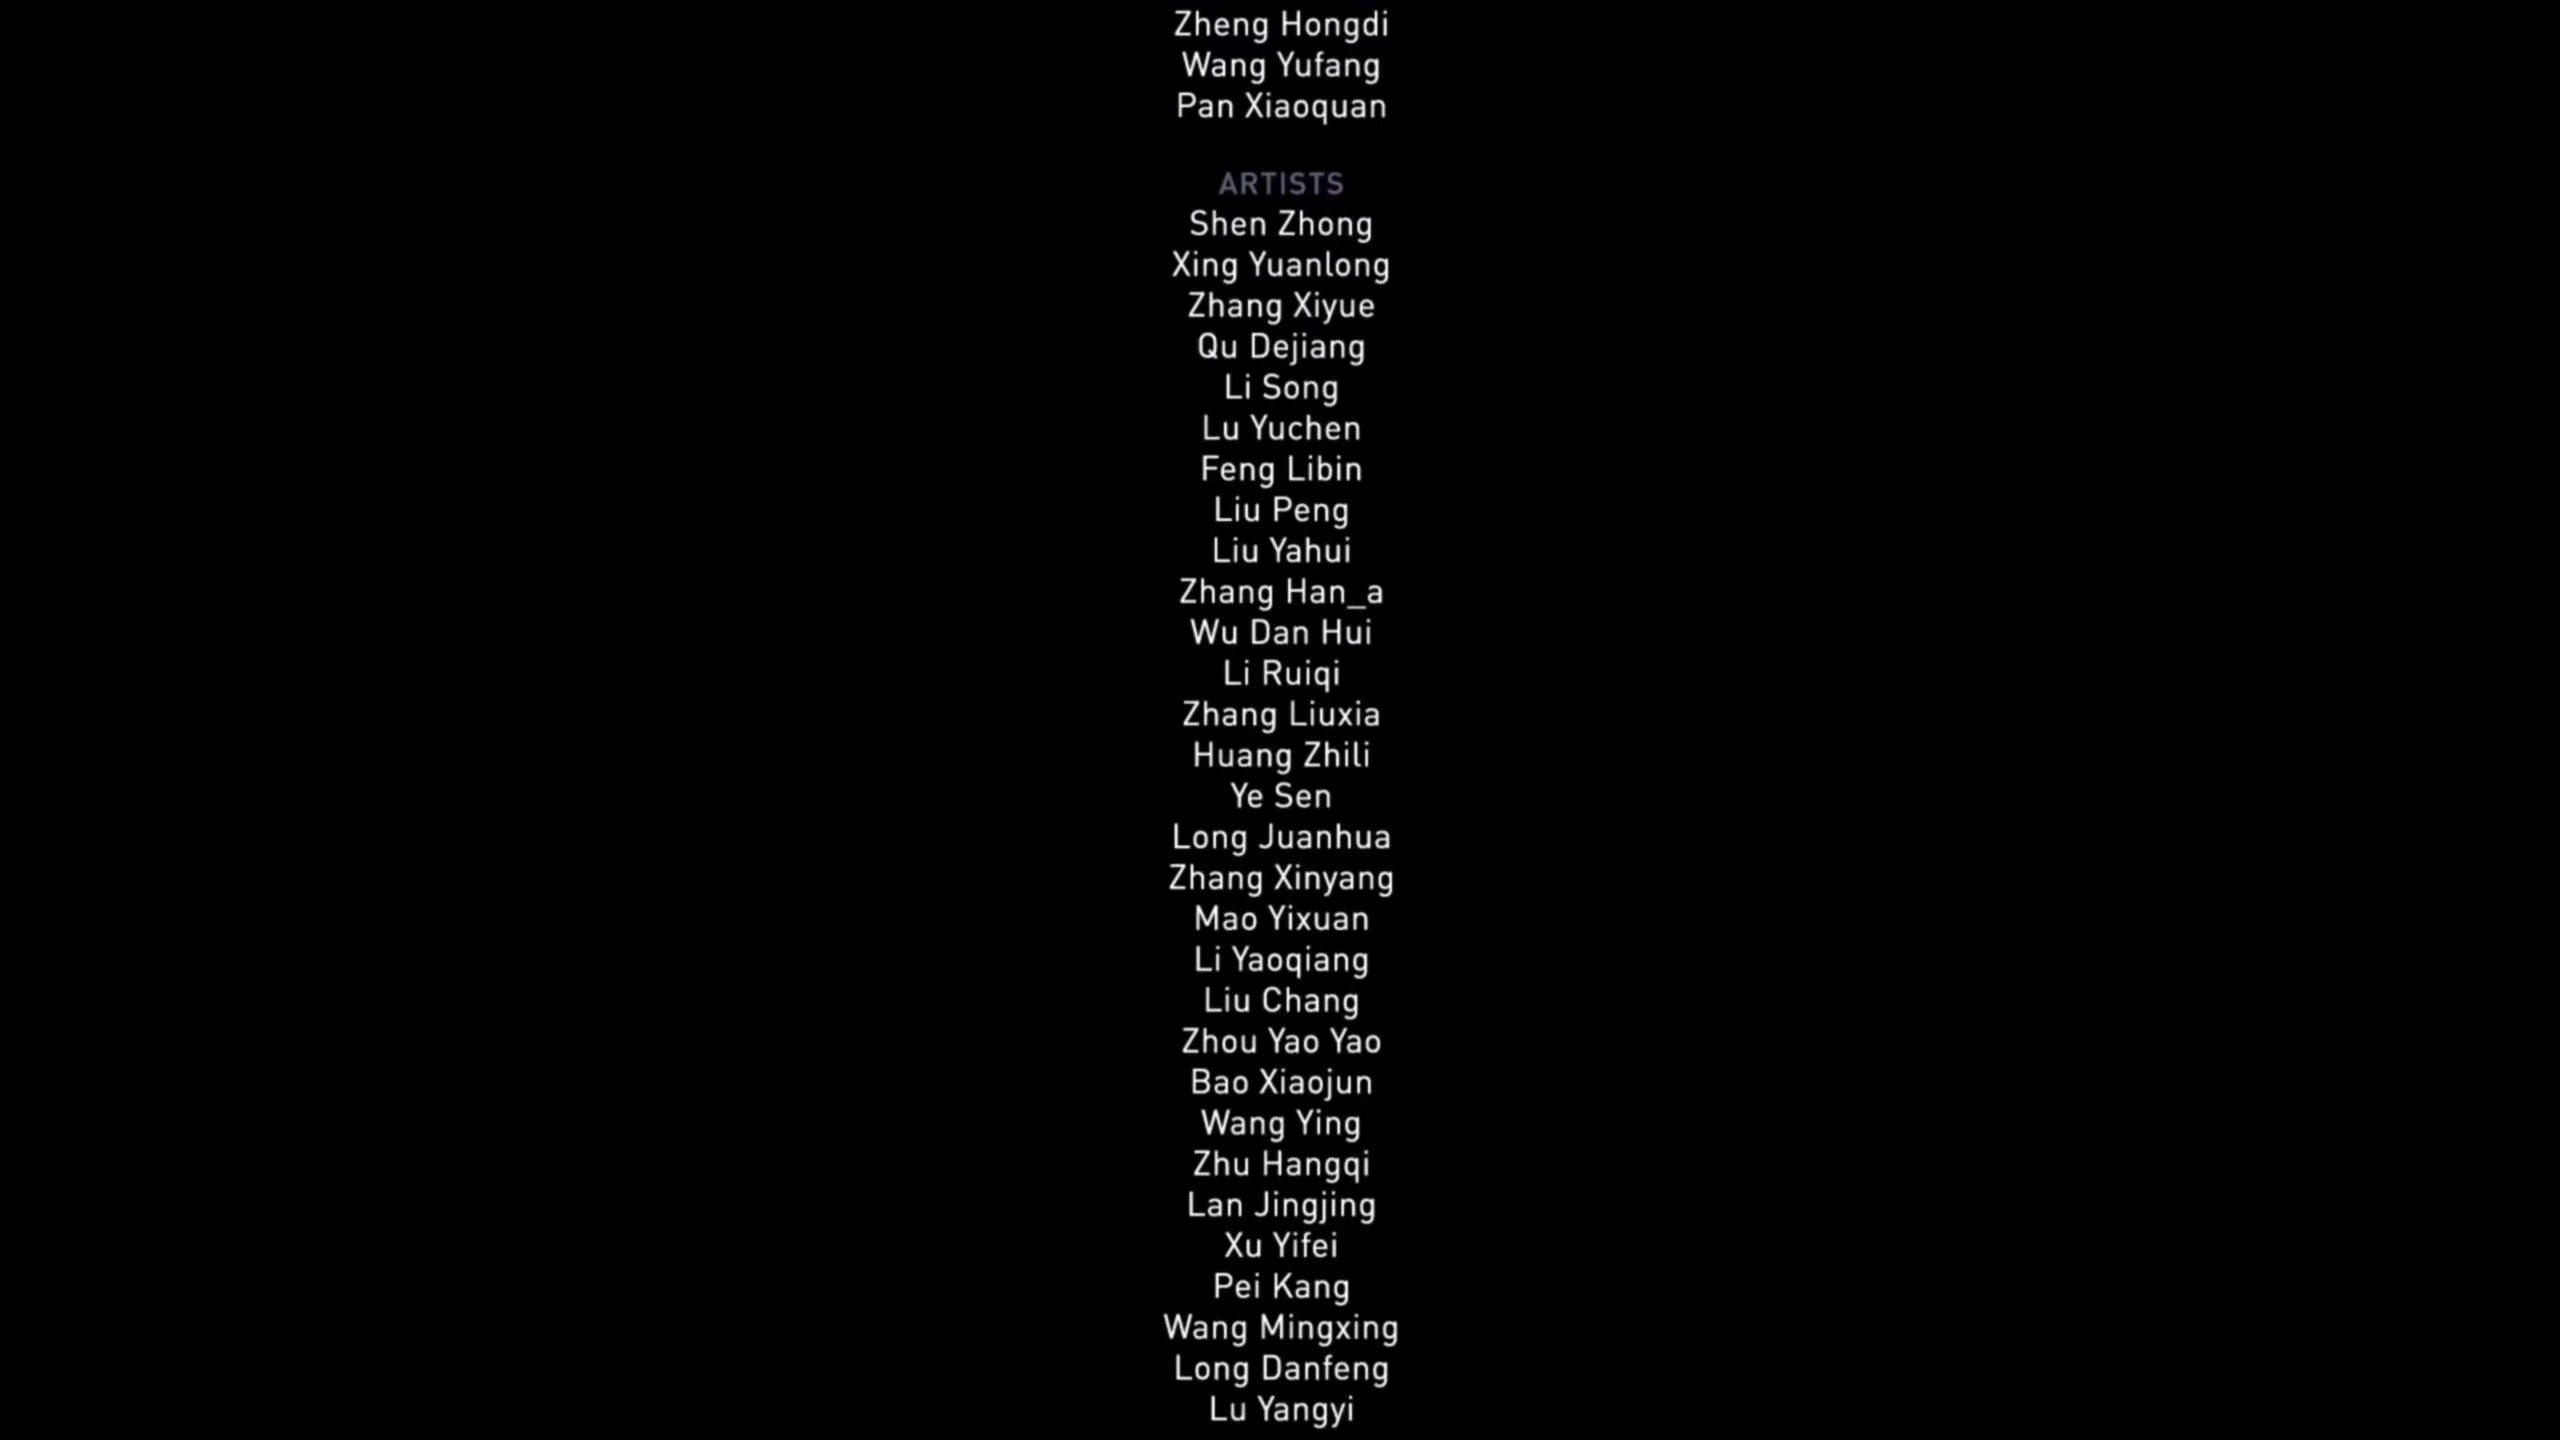 Zheng Hongdi
Wang Yufang
Pan Xiaoquan
ARTISTS
Shen Zhong
Xing Yuanlong
Zhang Xiyue
Qu Dejiang
Li Song
Lu Yuchen
Feng Libin
Liu Peng
Liu Yahui
Zhang Han_a
Wu Dan Hui
Li Ruiqi
Zhang Liuxia
Huang Zhili
Ye Sen
Long Juanhua
Zhang Xinyang
Mao Yixuan
Li Yaoqiang
Liu Chang
Zhou Yao Yao
Bao Xiaojun
Wang Ying
Zhu Hangqi
Lan Jingjing
Xu Yifei
Pei Kang
Wang Mingxing
Long Danfeng
Lu Yangyi